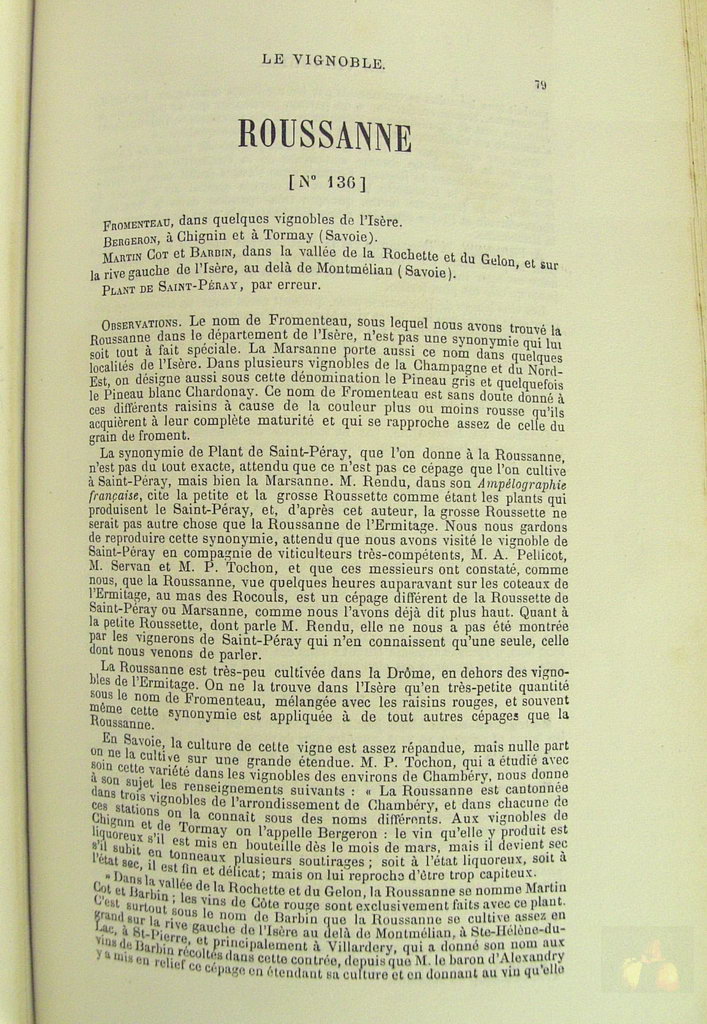 LE VIGNOBLE.
79
ROUSSANNE
[N° 136]
FROMENTEAU, dans quelques vignobles de l'Isère.
BERGERON, à Chignin et à Tormay (Savoie).
MARTIN COT et BARBIN, dans la vallée de la Rochette et du Gelon, et sur
la rive gauche de l'Isère, au delà de Montmélian (Savoie).
PLANT DE SAINT-PÉRAY, par erreur.
OBSERVATIONS. Le nom de Fromenteau, sous lequel nous avons trouvé la
Roussanne dans le département de l'Isère, n'est pas une synonymie qui lui
soit tout à fait spéciale. La Marsanne porte aussi ce nom dans quelques
localités de l'Isère. Dans plusieurs vignobles de la Champagne et du Nord-
Est, on désigne aussi sous cette dénomination le Pineau gris et quelquefois
le Pineau blanc Chardonay. Ce nom de Fromenteau est sans doute donné à
ces différents raisins à cause de la couleur plus ou moins rousse qu'ils
acquièrent à leur complète maturité et qui se rapproche assez de celle du
grain de froment.
La synonymie de Plant de Saint-Péray, que l'on donne à la Roussanne,
n'est pas du tout exacte, attendu que ce n'est pas ce cépage que l'on cultive
à Saint-Péray, mais bien la Marsanne. M. Rendu, dans son Ampélographie
française, cite la petite et la grosse Roussette comme étant les plants qui
produisent le Saint-Péray, et, d'après cet auteur, la grosse Roussette ne
serait pas autre chose que la Roussanne de l'Ermitage. Nous nous gardons
de reproduire cette synonymie, attendu que nous avons visité le vignoble de
Saint-Péray en compagnie de viticulteurs très-compétents, M. A. Pellicot,
M. Servan et M. P. Tochon, et que ces messieurs ont constaté, comme
nous, que la Roussanne, vue quelques heures auparavant sur les coteaux de
l'Ermitage, au mas des Rocouls, est un cépage différent de la Roussette de
Saint-Péray ou Marsanne, comme nous l'avons déjà dit plus haut. Quant à
la petite Roussette, dont parle M. Rendu, elle ne nous a pas été montrée
par les vignerons de Saint-Péray qui n'en connaissent qu'une seule, celle
dont nous venons de parler.
La Roussanne est très-peu cultivée dans la Drôme, en dehors des vigno-
bles de l'Ermitage. On ne la trouve dans l'Isère qu'en très-petite quantité
sous le nom de Fromenteau, mélangée avec les raisins rouges, et souvent
même cette synonymie est appliquée à de tout autres cépages que la
Roussanne.
En Savoie, la culture de cette vigne est assez répandue, mais nulle part
on ne la cultive sur une grande étendue. M. P. Tochon, qui a étudié avec
soin cette variété dans les vignobles des environs de Chambéry, nous donne
à son sujet les renseignements suivants : « La Roussanne est cantonnée
dans trois vignobles de l'arrondissement de Chambéry, et dans chacune de
ces stations on la connaît sous des noms différents. Aux vignobles de
Chignin et de Tormay on l'appelle Bergeron : le vin qu'elle y produit est
liquoreux s'il est mis en bouteille dès le mois de mars, mais il devient sec
s'il subit en tonneaux plusieurs soutirages ; soit à l'état liquoreux, soit à
l'état sec, il est fin et délicat ; mais on lui reproche d'être trop capiteux.
« Dans la vallée de la Rochette et du Gelon, la Roussanne se nomme Martin
Cot et Barbin ; les vins de Côte rouge sont exclusivement faits avec ce plant.
C'est surtout sous le nom de Barbin que la Roussanne se cultive assez en
grand sur la rive gauche de l'Isère au delà de Montmélian, à Ste-Hélène-du-
Lac, à St-Pierre, et principalement à Villardery, qui a donné son nom aux
vins de Barbin récoltés dans cette contrée, depuis que M. le baron d'Alexandry
y a mis en relief ce cépage en étendant sa culture et en donnant au vin qu'elle